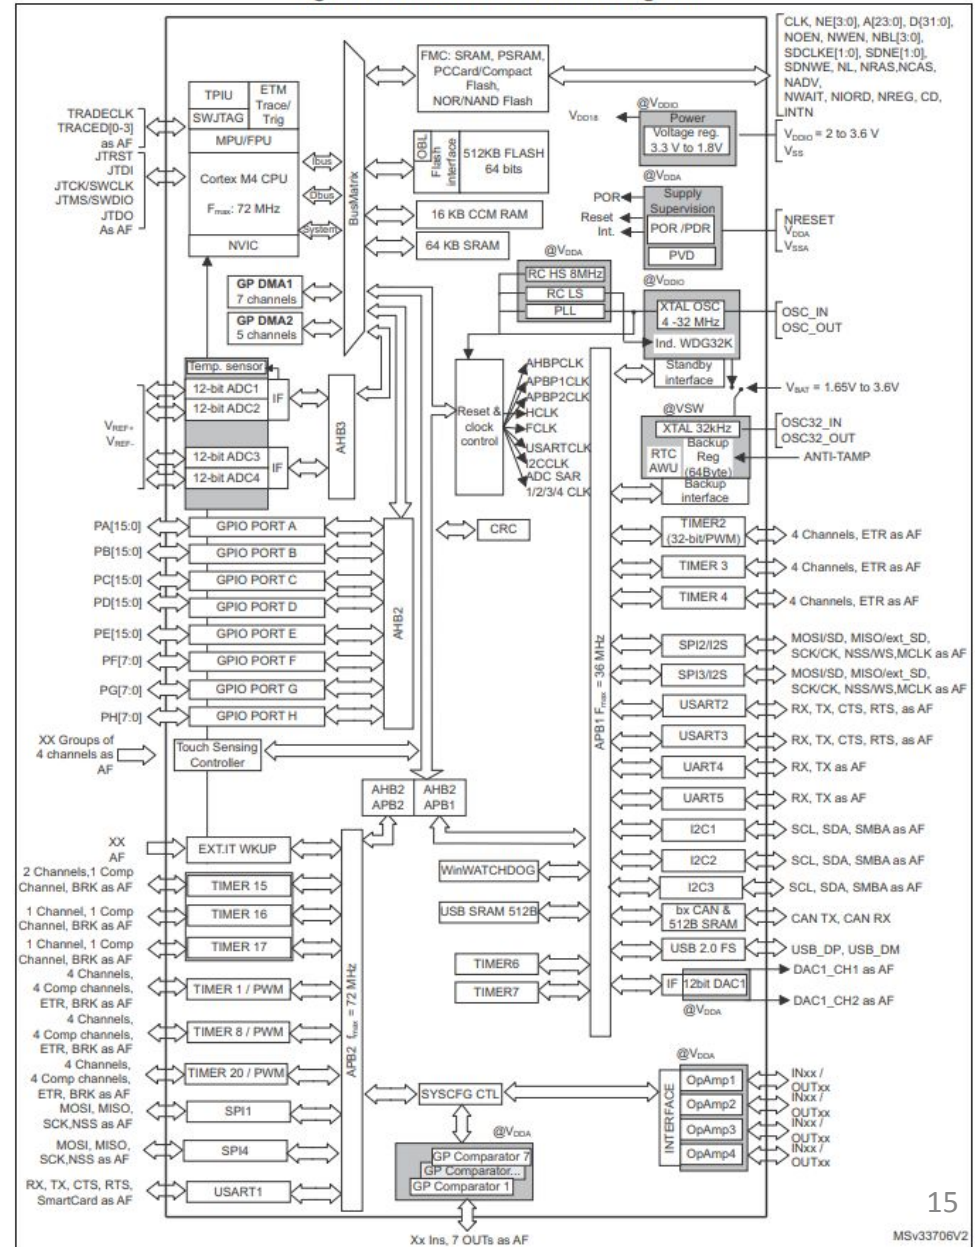 CLK, NE[3:0], A[23:0], D[31:0]
NOEN, NWEN, NBL[3:0],
SDCLKE[1:0], SDNE[1:0],
SDNWE, NL, NRAS,NCAS,
NADV,
NWAIT, NIORD, NREG, CD,
INTN
FMC: SRAM, PSRAM,
PCCard/Compact
Flash,
NOR/NAND Flash
TPIU
SWJTAG
ETM
Trace/
Trig
MPU/FPU
Cortex M4 CPU
Fmax: 72 MHz
NVIC
TRADECLK
TRACED[0-3]
as AF
JTRST
JTDI
JTCK/SWCLK
JTMS/SWDIO
JTDO
As AF
Ibus
Dbus
System
BusMatrix
OBL
Flash
interface
512KB FLASH
64 bits
16 KB CCM RAM
64 KB SRAM
@VDDIO
Power
Voltage reg.
3.3 V to 1.8V
VDD18
VDDIO = 2 to 3.6 V
VSS
@VDDA
Supply
Supervision
POR /PDR
PVD
POR
Reset
Int.
NRESET
VDDA
VSSA
GP DMA1
7 channels
GP DMA2
5 channels
@VDDA
RC HS 8MHz
RC LS
PLL
@VDDIO
XTAL OSC
4 -32 MHz
Ind. WDG32K
OSC_IN
OSC_OUT
Standby
interface
VBAT = 1.65V to 3.6V
@VSW
XTAL 32kHz
RTC
AWU
Backup
Reg
(64Byte)
Backup
interface
OSC32_IN
OSC32_OUT
ANTI-TAMP
Temp. sensor
12-bit ADC1
12-bit ADC2
IF
12-bit ADC3
12-bit ADC4
IF
VREF+
VREF-
AHB3
Reset &
clock
control
AHBPCLK
APBP1CLK
APBP2CLK
HCLK
FCLK
USARTCLK
I2CCLK
ADC SAR
1/2/3/4 CLK
CRC
PA[15:0]
GPIO PORT A
PB[15:0]
GPIO PORT B
PC[15:0]
GPIO PORT C
PD[15:0]
GPIO PORT D
PE[15:0]
GPIO PORT E
PF[7:0]
GPIO PORT F
PG[7:0]
GPIO PORT G
PH[7:0]
GPIO PORT H
AHB2
XX Groups of
4 channels as
AF
Touch Sensing
Controller
AHB2
APB2
AHB2
APB1
APB1 Fmax = 36 MHz
TIMER2
(32-bit/PWM)
4 Channels, ETR as AF
TIMER 3
4 Channels, ETR as AF
TIMER 4
4 Channels, ETR as AF
SPI2/I2S
MOSI/SD, MISO/ext_SD,
SCK/CK, NSS/WS,MCLK as AF
SPI3/I2S
MOSI/SD, MISO/ext_SD,
SCK/CK, NSS/WS,MCLK as AF
USART2
RX, TX, CTS, RTS, as AF
USART3
RX, TX, CTS, RTS, as AF
UART4
RX, TX as AF
UART5
RX, TX as AF
I2C1
SCL, SDA, SMBA as AF
I2C2
SCL, SDA, SMBA as AF
I2C3
SCL, SDA, SMBA as AF
bx CAN &
512B SRAM
CAN TX, CAN RX
USB 2.0 FS
USB_DP, USB_DM
IF
12bit DAC1
DAC1_CH1 as AF
DAC1_CH2 as AF
@VDDA
WinWATCHDOG
USB SRAM 512B
TIMER6
TIMER7
XX
AF
EXT.IT WKUP
2 Channels,1 Comp
Channel, BRK as AF
TIMER 15
1 Channel, 1 Comp
Channel, BRK as AF
TIMER 16
1 Channel, 1 Comp
Channel, BRK as AF
TIMER 17
4 Channels,
4 Comp channels,
ETR, BRK as AF
TIMER 1 / PWM
4 Channels,
4 Comp channels,
ETR, BRK as AF
TIMER 8 / PWM
4 Channels,
4 Comp channels,
ETR, BRK as AF
TIMER 20 / PWM
MOSI, MISO,
SCK,NSS as AF
SPI1
MOSI, MISO,
SCK,NSS as AF
SPI4
RX, TX, CTS, RTS,
SmartCard as AF
USART1
APB2 fmax = 72 MHz
SYSCFG CTL
@VDDA
GP Comparator 7
GP Comparator...
GP Comparator 1
Xx Ins, 7 OUTs as AF
@VDDA
INTERFACE
OpAmp1
OpAmp2
OpAmp3
OpAmp4
INxx /
OUTxx
INxx /
OUTxx
INxx /
OUTxx
INxx /
OUTxx
15
MSv33706V2